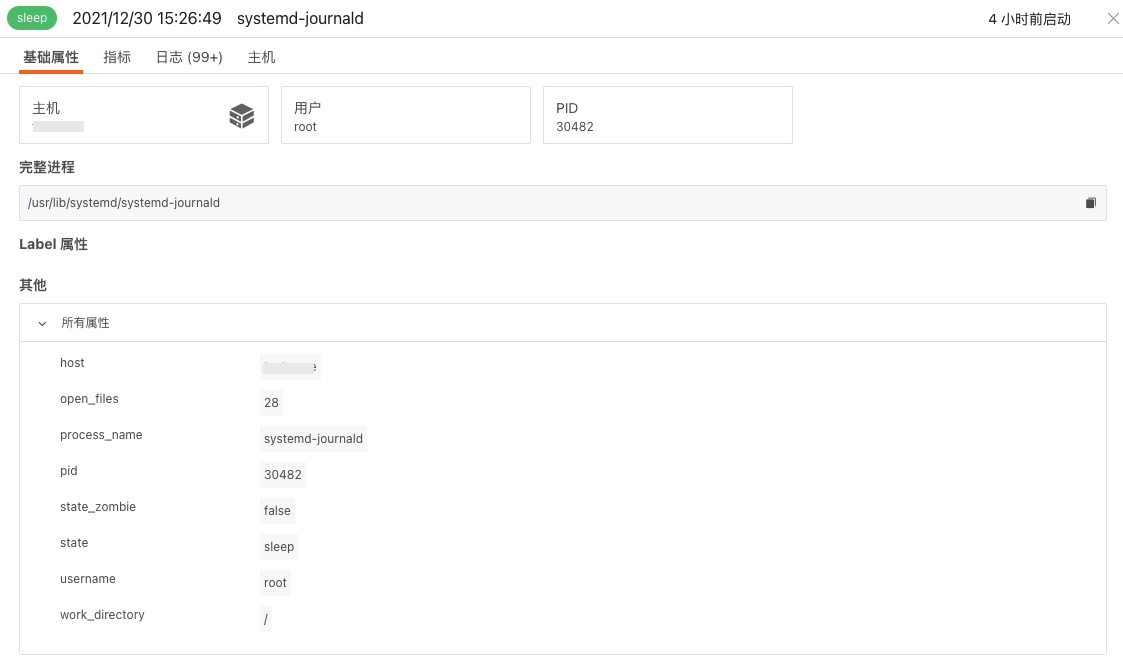 sleep 2021/12/30 15:26:49 systemd-journald 4 小时前启动
基础属性 指标 日志 (99+) 主机
主机 用户 PID
root 30482
完整进程
/usr/lib/systemd/systemd-journald
Label 属性
其他
所有属性
host
open_files 28
process_name systemd-journald
pid 30482
state_zombie false
state sleep
username root
work_directory /